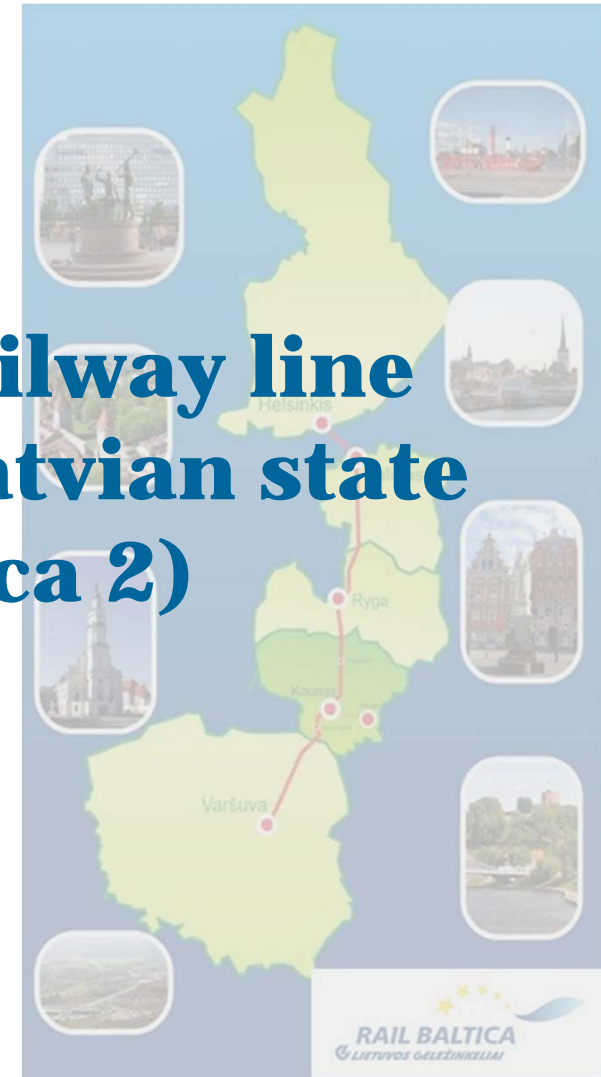 ilway line
Helsinkis
atvian state
ca 2)
Ryga
Kaunas
Varšuva
RAIL BALTICA
LIETUVOS GELEŽINKELIAI